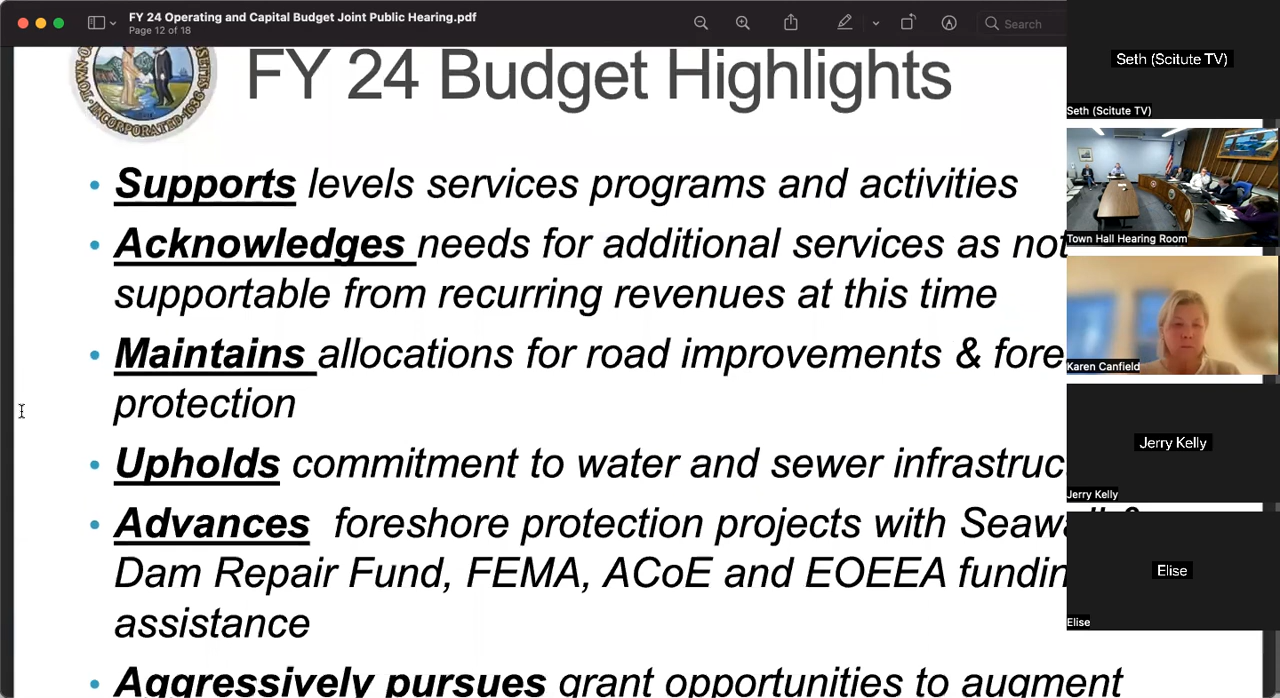 FY 24 Operating and Capital Budget Joint Public Hearing.pdf
Page 12 of 18
Search
FY 24 Budget Highlights
INCORPORATED
• Supports levels services programs and activities
• Acknowledges needs for additional services as not
supportable from recurring revenues at this time
• Maintains allocations for road improvements & fore
protection
• Upholds commitment to water and sewer infrastruc
• Advances foreshore protection projects with Seawa
Dam Repair Fund, FEMA, ACoE and EOEEA fundin
assistance
• Aggressively pursues grant opportunities to augment
Seth (Scitute TV)
Seth (Scitute TV)
Town Hall Hearing Room
Karen Canfield
Jerry Kelly
Jerry Kelly
Elise
Elise